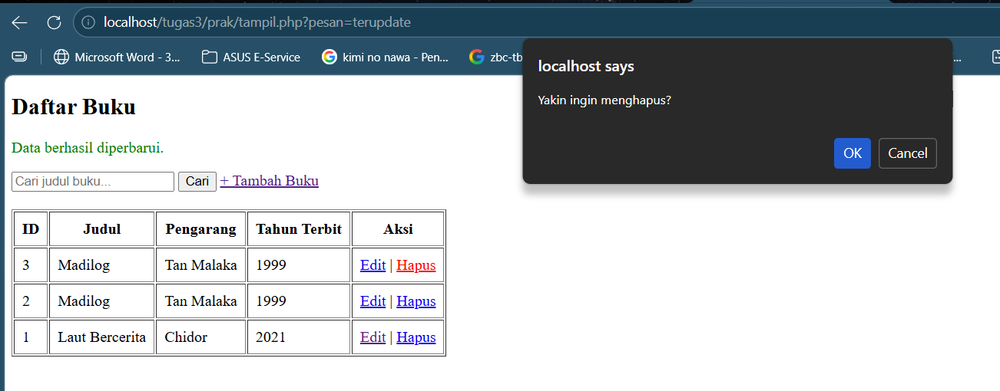 localhost/tugas3/prak/tampil.php?pesan=terupdate
Microsoft Word - 3... ASUS E-Service kimi no nawa - Pen... zbc-tb ...
localhost says
Yakin ingin menghapus?
OK Cancel
Daftar Buku
Data berhasil diperbarui.
Cari judul buku... Cari + Tambah Buku
ID Judul Pengarang Tahun Terbit Aksi
3 Madilog Tan Malaka 1999 Edit | Hapus
2 Madilog Tan Malaka 1999 Edit | Hapus
1 Laut Bercerita Chidor 2021 Edit | Hapus